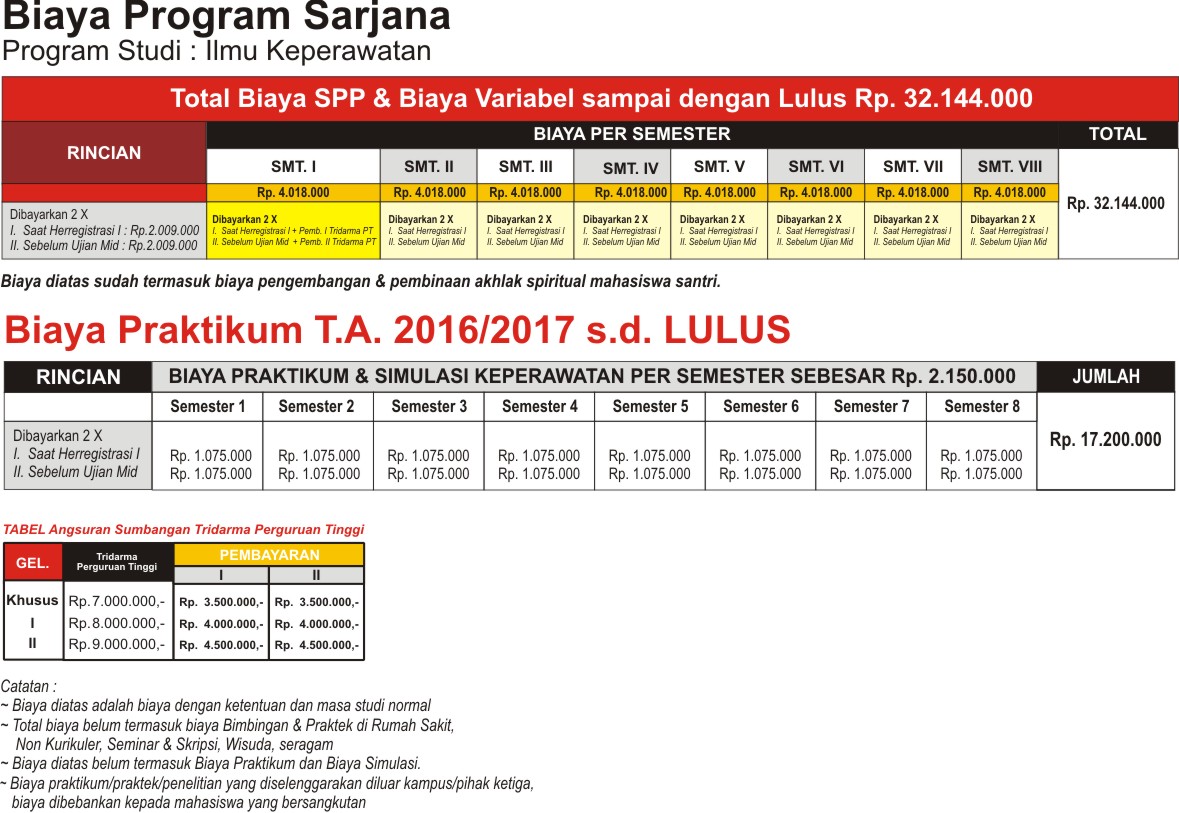 Biaya Program Sarjana
Program Studi : Ilmu Keperawatan
Total Biaya SPP & Biaya Variabel sampai dengan Lulus Rp. 32.144.000
RINCIAN BIAYA PER SEMESTER TOTAL
SMT. I SMT. II SMT. III SMT. IV SMT. V SMT. VI SMT. VII SMT. VIII
Rp. 4.018.000 Rp. 4.018.000 Rp. 4.018.000 Rp. 4.018.000 Rp. 4.018.000 Rp. 4.018.000 Rp. 4.018.000 Rp. 4.018.000 Rp. 32.144.000
Dibayarkan 2 X Dibayarkan 2 X Dibayarkan 2 X Dibayarkan 2 X Dibayarkan 2 X Dibayarkan 2 X Dibayarkan 2 X Dibayarkan 2 X Dibayarkan 2 X
I. Saat Herregistrasi I : Rp.2.009.000 I. Saat Herregistrasi I + Pemb. I Tridarma PT I. Saat Herregistrasi I I. Saat Herregistrasi I I. Saat Herregistrasi I I. Saat Herregistrasi I I. Saat Herregistrasi I I. Saat Herregistrasi I I. Saat Herregistrasi I
II. Sebelum Ujian Mid : Rp.2.009.000 II. Sebelum Ujian Mid + Pemb. II Tridarma PT II. Sebelum Ujian Mid II. Sebelum Ujian Mid II. Sebelum Ujian Mid II. Sebelum Ujian Mid II. Sebelum Ujian Mid II. Sebelum Ujian Mid II. Sebelum Ujian Mid
Biaya diatas sudah termasuk biaya pengembangan & pembinaan akhlak spiritual mahasiswa santri.
Biaya Praktikum T.A. 2016/2017 s.d. LULUS
RINCIAN BIAYA PRAKTIKUM & SIMULASI KEPERAWATAN PER SEMESTER SEBESAR Rp. 2.150.000 JUMLAH
Semester 1 Semester 2 Semester 3 Semester 4 Semester 5 Semester 6 Semester 7 Semester 8
Dibayarkan 2 X Rp. 17.200.000
I. Saat Herregistrasi I Rp. 1.075.000 Rp. 1.075.000 Rp. 1.075.000 Rp. 1.075.000 Rp. 1.075.000 Rp. 1.075.000 Rp. 1.075.000 Rp. 1.075.000
II. Sebelum Ujian Mid Rp. 1.075.000 Rp. 1.075.000 Rp. 1.075.000 Rp. 1.075.000 Rp. 1.075.000 Rp. 1.075.000 Rp. 1.075.000 Rp. 1.075.000
TABEL Angsuran Sumbangan Tridarma Perguruan Tinggi
GEL. Tridarma Perguruan Tinggi PEMBAYARAN
I II
Khusus Rp.7.000.000,- Rp. 3.500.000,- Rp. 3.500.000,-
I Rp.8.000.000,- Rp. 4.000.000,- Rp. 4.000.000,-
II Rp.9.000.000,- Rp. 4.500.000,- Rp. 4.500.000,-
Catatan :
~ Biaya diatas adalah biaya dengan ketentuan dan masa studi normal
~ Total biaya belum termasuk biaya Bimbingan & Praktek di Rumah Sakit,
Non Kurikuler, Seminar & Skripsi, Wisuda, seragam
~ Biaya diatas belum termasuk Biaya Praktikum dan Biaya Simulasi.
~ Biaya praktikum/praktek/penelitian yang diselenggarakan diluar kampus/pihak ketiga,
biaya dibebankan kepada mahasiswa yang bersangkutan